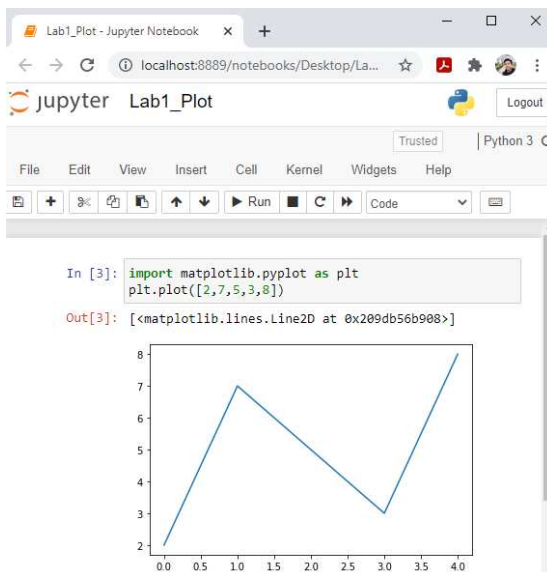 Lab1_Plot - Jupyter Notebook
localhost:8889/notebooks/Desktop/La...
jupyter Lab1_Plot
Logout
Trusted
Python 3
File Edit View Insert Cell Kernel Widgets Help
Run Code
In [3]: import matplotlib.pyplot as plt
plt.plot([2,7,5,3,8])
Out[3]: [<matplotlib.lines.Line2D at 0x209db56b908>]
8
7
6
5
4
3
2
0.0 0.5 1.0 1.5 2.0 2.5 3.0 3.5 4.0